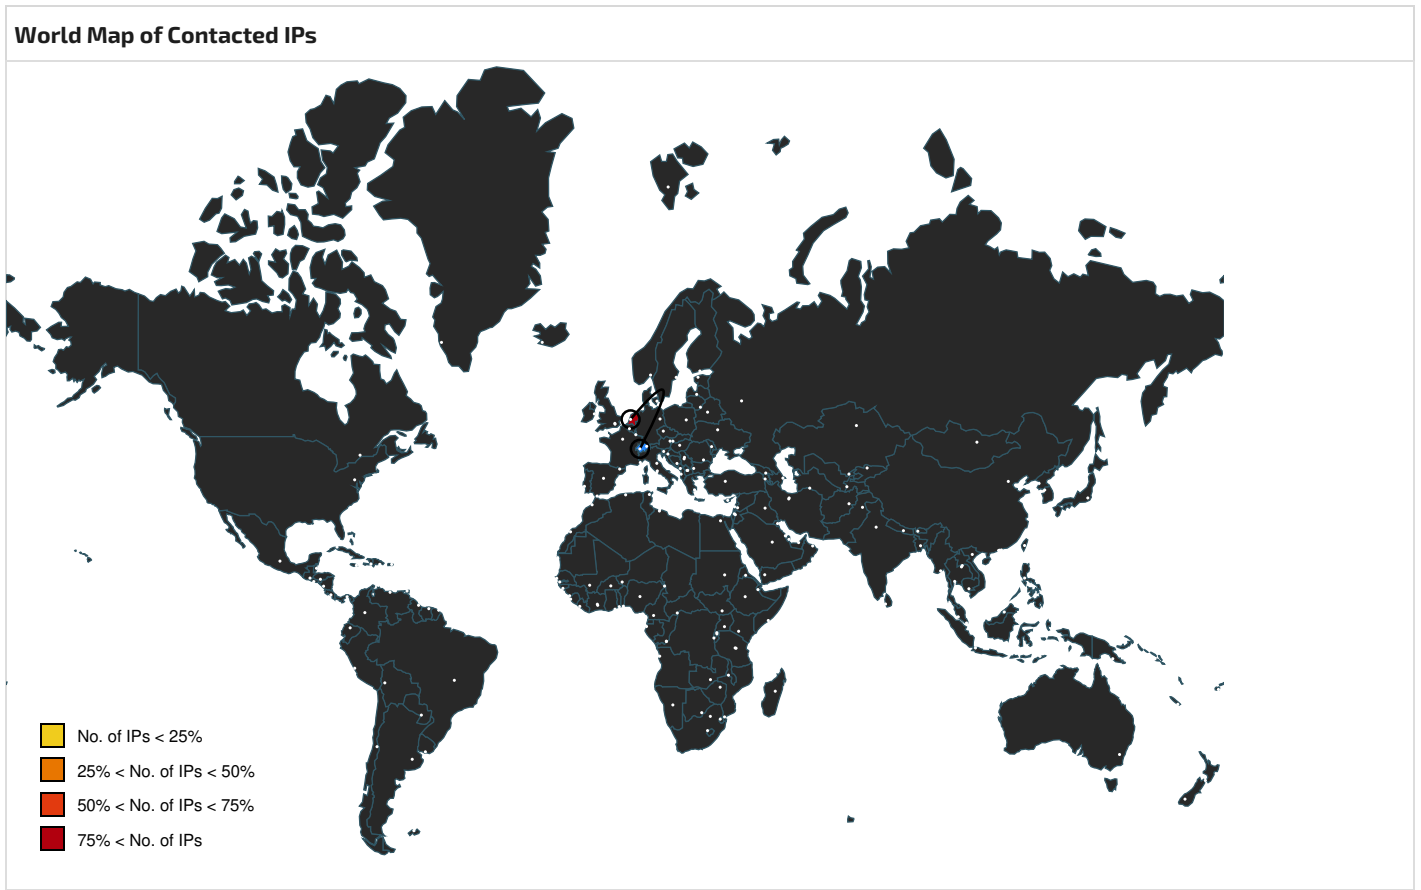 World Map of Contacted IPs
No. of IPs < 25%
25% < No. of IPs < 50%
50% < No. of IPs < 75%
75% < No. of IPs